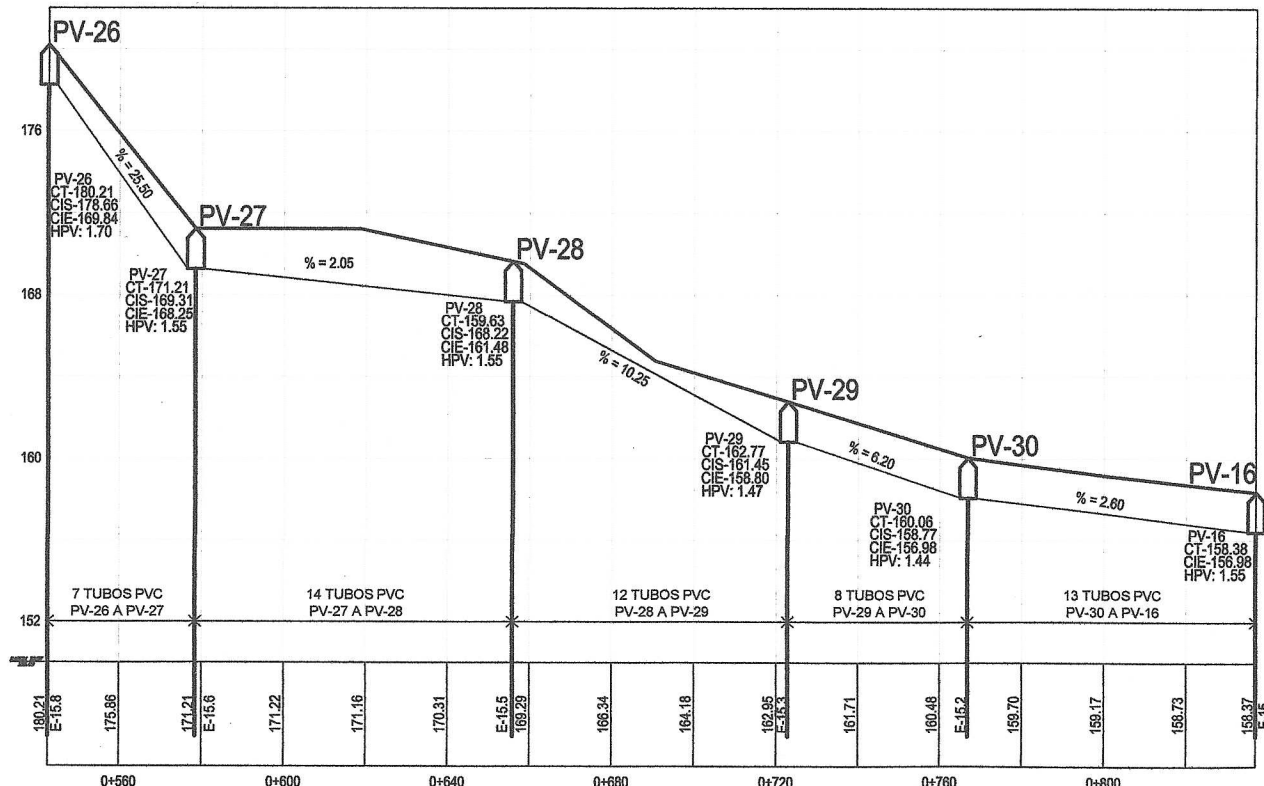 PV-26
176
% = 25.50
PV-26
CT-180.21
CIS-178.66
CIE-169.84
HPV: 1.70
PV-27
% = 2.05
PV-27
CT-171.21
CIS-169.31
CIE-168.25
HPV: 1.55
PV-28
168
PV-28
CT-159.63
CIS-168.22
CIE-161.48
HPV: 1.55
% = 10.25
PV-29
160
PV-29
CT-162.77
CIS-161.45
CIE-158.80
HPV: 1.47
% = 6.20
PV-30
PV-30
CT-160.06
CIS-158.77
CIE-156.98
HPV: 1.44
% = 2.60
PV-16
PV-16
CT-158.38
CIE-156.98
HPV: 1.55
7 TUBOS PVC
PV-26 A PV-27
14 TUBOS PVC
PV-27 A PV-28
12 TUBOS PVC
PV-28 A PV-29
8 TUBOS PVC
PV-29 A PV-30
13 TUBOS PVC
PV-30 A PV-16
152
180.21
E-15.8
175.86
171.21
E-15.6
171.22
171.16
170.31
E-15.5
169.29
166.34
164.18
162.95
E-15.3
161.71
160.48
E-15.2
159.70
159.17
158.73
158.37
E-15
0+560
0+600
0+640
0+680
0+720
0+760
0+800